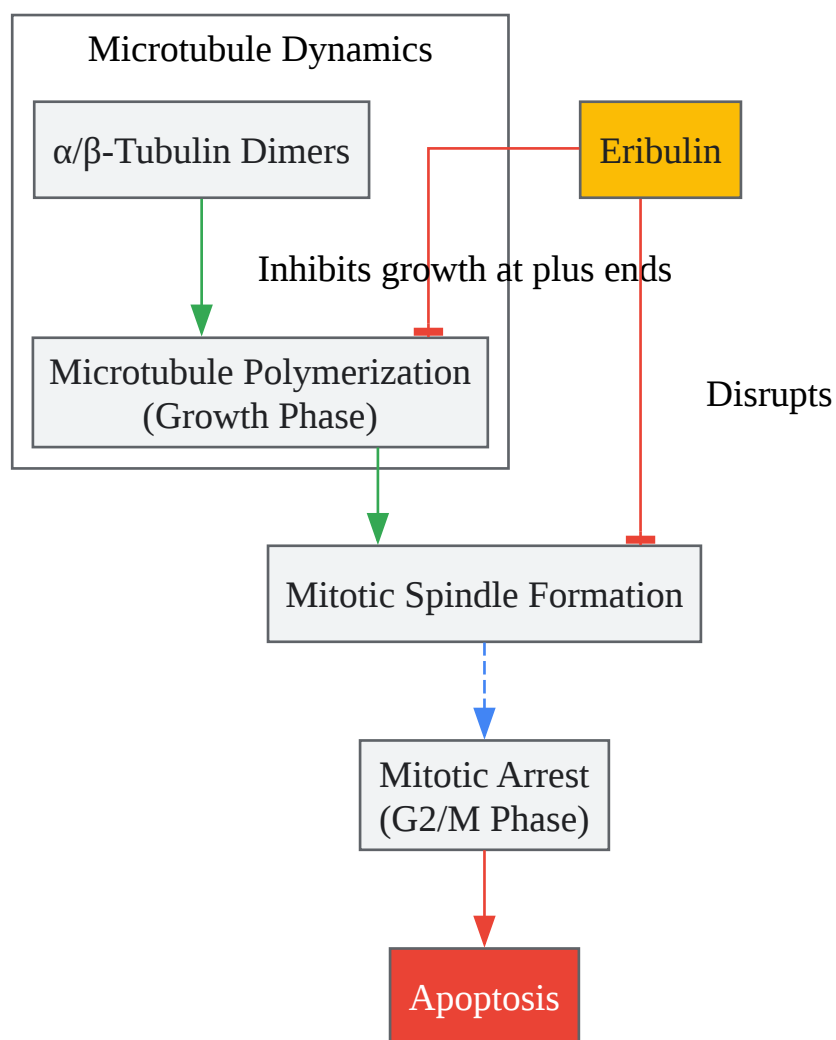 Microtubule Dynamics
α/β-Tubulin Dimers
Eribulin
Inhibits growth at plus ends
Microtubule Polymerization
(Growth Phase)
Disrupts
Mitotic Spindle Formation
Mitotic Arrest
(G2/M Phase)
Apoptosis